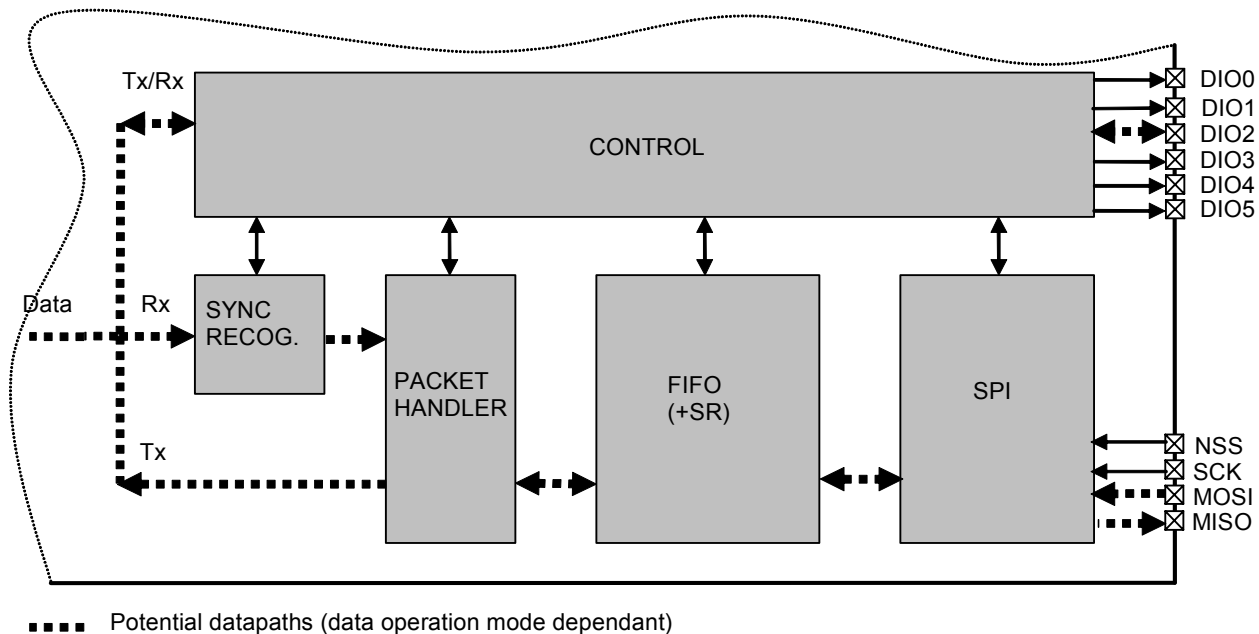 Tx/Rx
CONTROL
DIO0
DIO1
DIO2
DIO3
DIO4
DIO5
Data
Rx
SYNC
RECOG.
PACKET
HANDLER
FIFO
(+SR)
SPI
Tx
NSS
SCK
MOSI
MISO
Potential datapaths (data operation mode dependant)